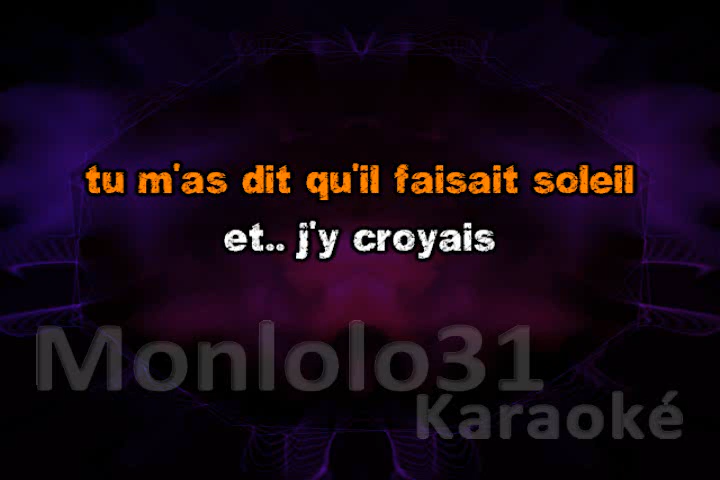 tu m'as dit qu'il faisait soleil
et.. j'y croyais
Monlolo31
Karaoké